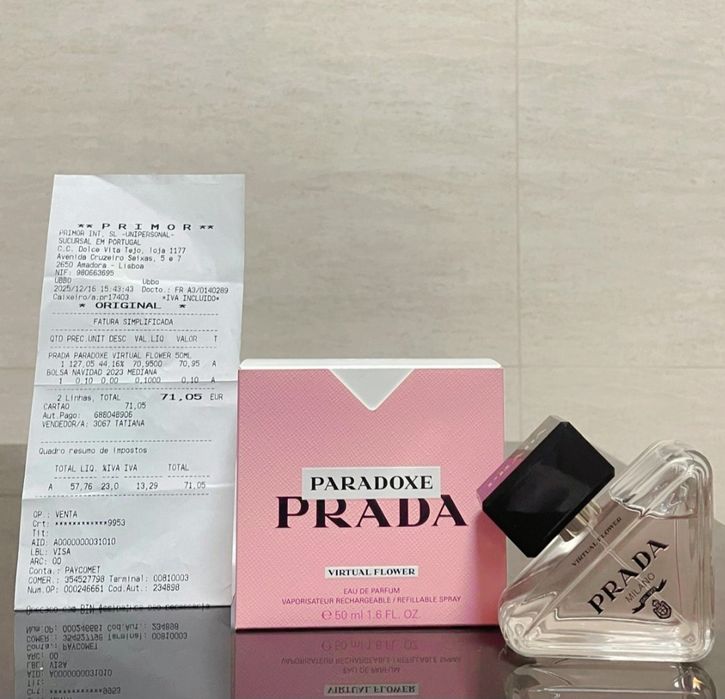 ** PRIMOR **
PRIMOR INT. SL -UNIPERSONAL-
SUCURSAL EM PORTUGAL
C.C. Dolce Vita Tejo, loja 1177
Avenida Cruzeiro Seixas, 5 e 7
2650 Amadora - Lisboa
NIF: 980663695
UBBO Ubbo
2025/12/16 15:43:43 Docto.: FR A3/0140289
Caixeiro/a:pr17403 *IVA INCLUIDO*
* ORIGINAL *
FATURA SIMPLIFICADA
QTD PREC.UNIT DESC VAL.LIQ VALOR T
PRADA PARADOXE VIRTUAL FLOWER 50ML
1 127,05 44,16% 70,9500 70,95 A
BOLSA NAVIDAD 2023 MEDIANA
1 0,10 0,00 0,1000 0,10 A
2 Linhas, TOTAL 71,05 EUR
CARTAO 71,05
Aut.Pago: 688048906
VENDEDOR/A: 3067 TATIANA
Quadro resumo de impostos
TOTAL LIQ. %IVA IVA TOTAL
A 57,76 23,0 13,29 71,05
OP.: VENTA
Crt: ************9953
Tit:
AID: A0000000031010
LBL: VISA
ARC: 00
Conta.: PAYCOMET
COMER.: 354527798 Terminal: 00810003
Num.OP: 000246661 Cod.Aut.: 234898
PARADOXE
PRADA
VIRTUAL FLOWER
EAU DE PARFUM
VAPORISATEUR RECHARGEABLE / REFILLABLE SPRAY
℮ 50 ml 1.6 FL. OZ
VIRTUAL FLOWER
PRADA
MILANO